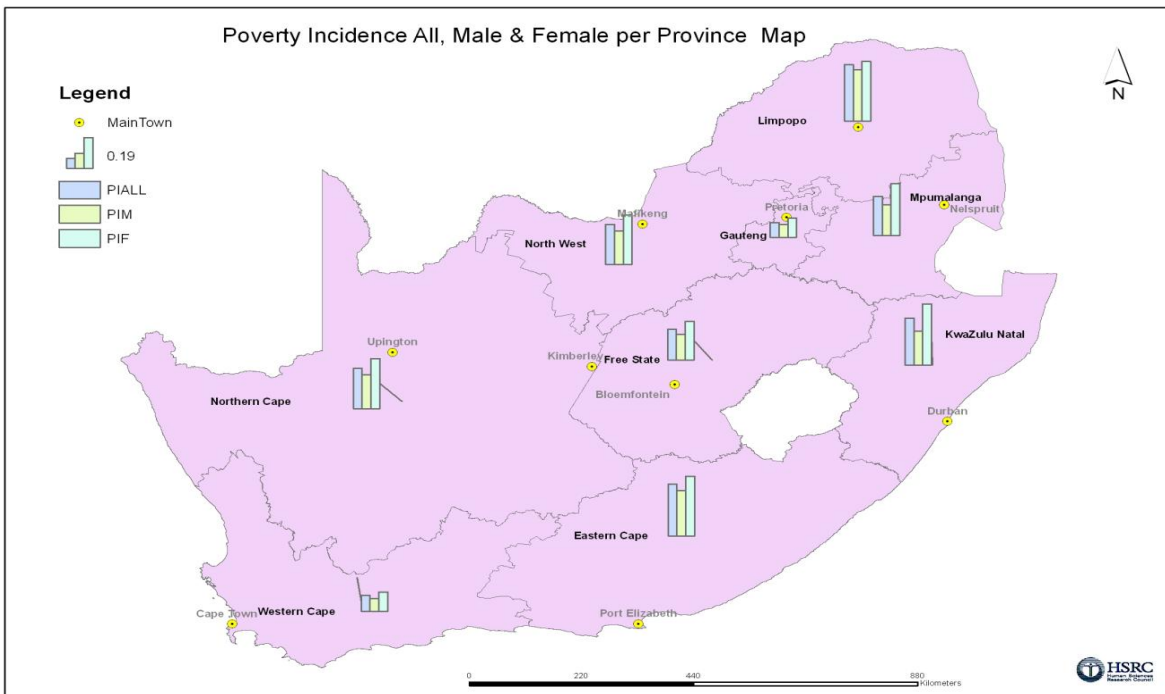 Poverty Incidence All, Male & Female per Province Map
N
Legend
MainTown
0.19
PIALL
PIM
PIF
Limpopo
Mpumalanga
Nelspruit
Pretoria
Gauteng
Mafikeng
North West
KwaZulu Natal
Durban
Upington
Kimberley
Free State
Bloemfontein
Northern Cape
Eastern Cape
Port Elizabeth
Cape Town
Western Cape
0 220 440 880
Kilometers
HSRC
Human Sciences
Research Council